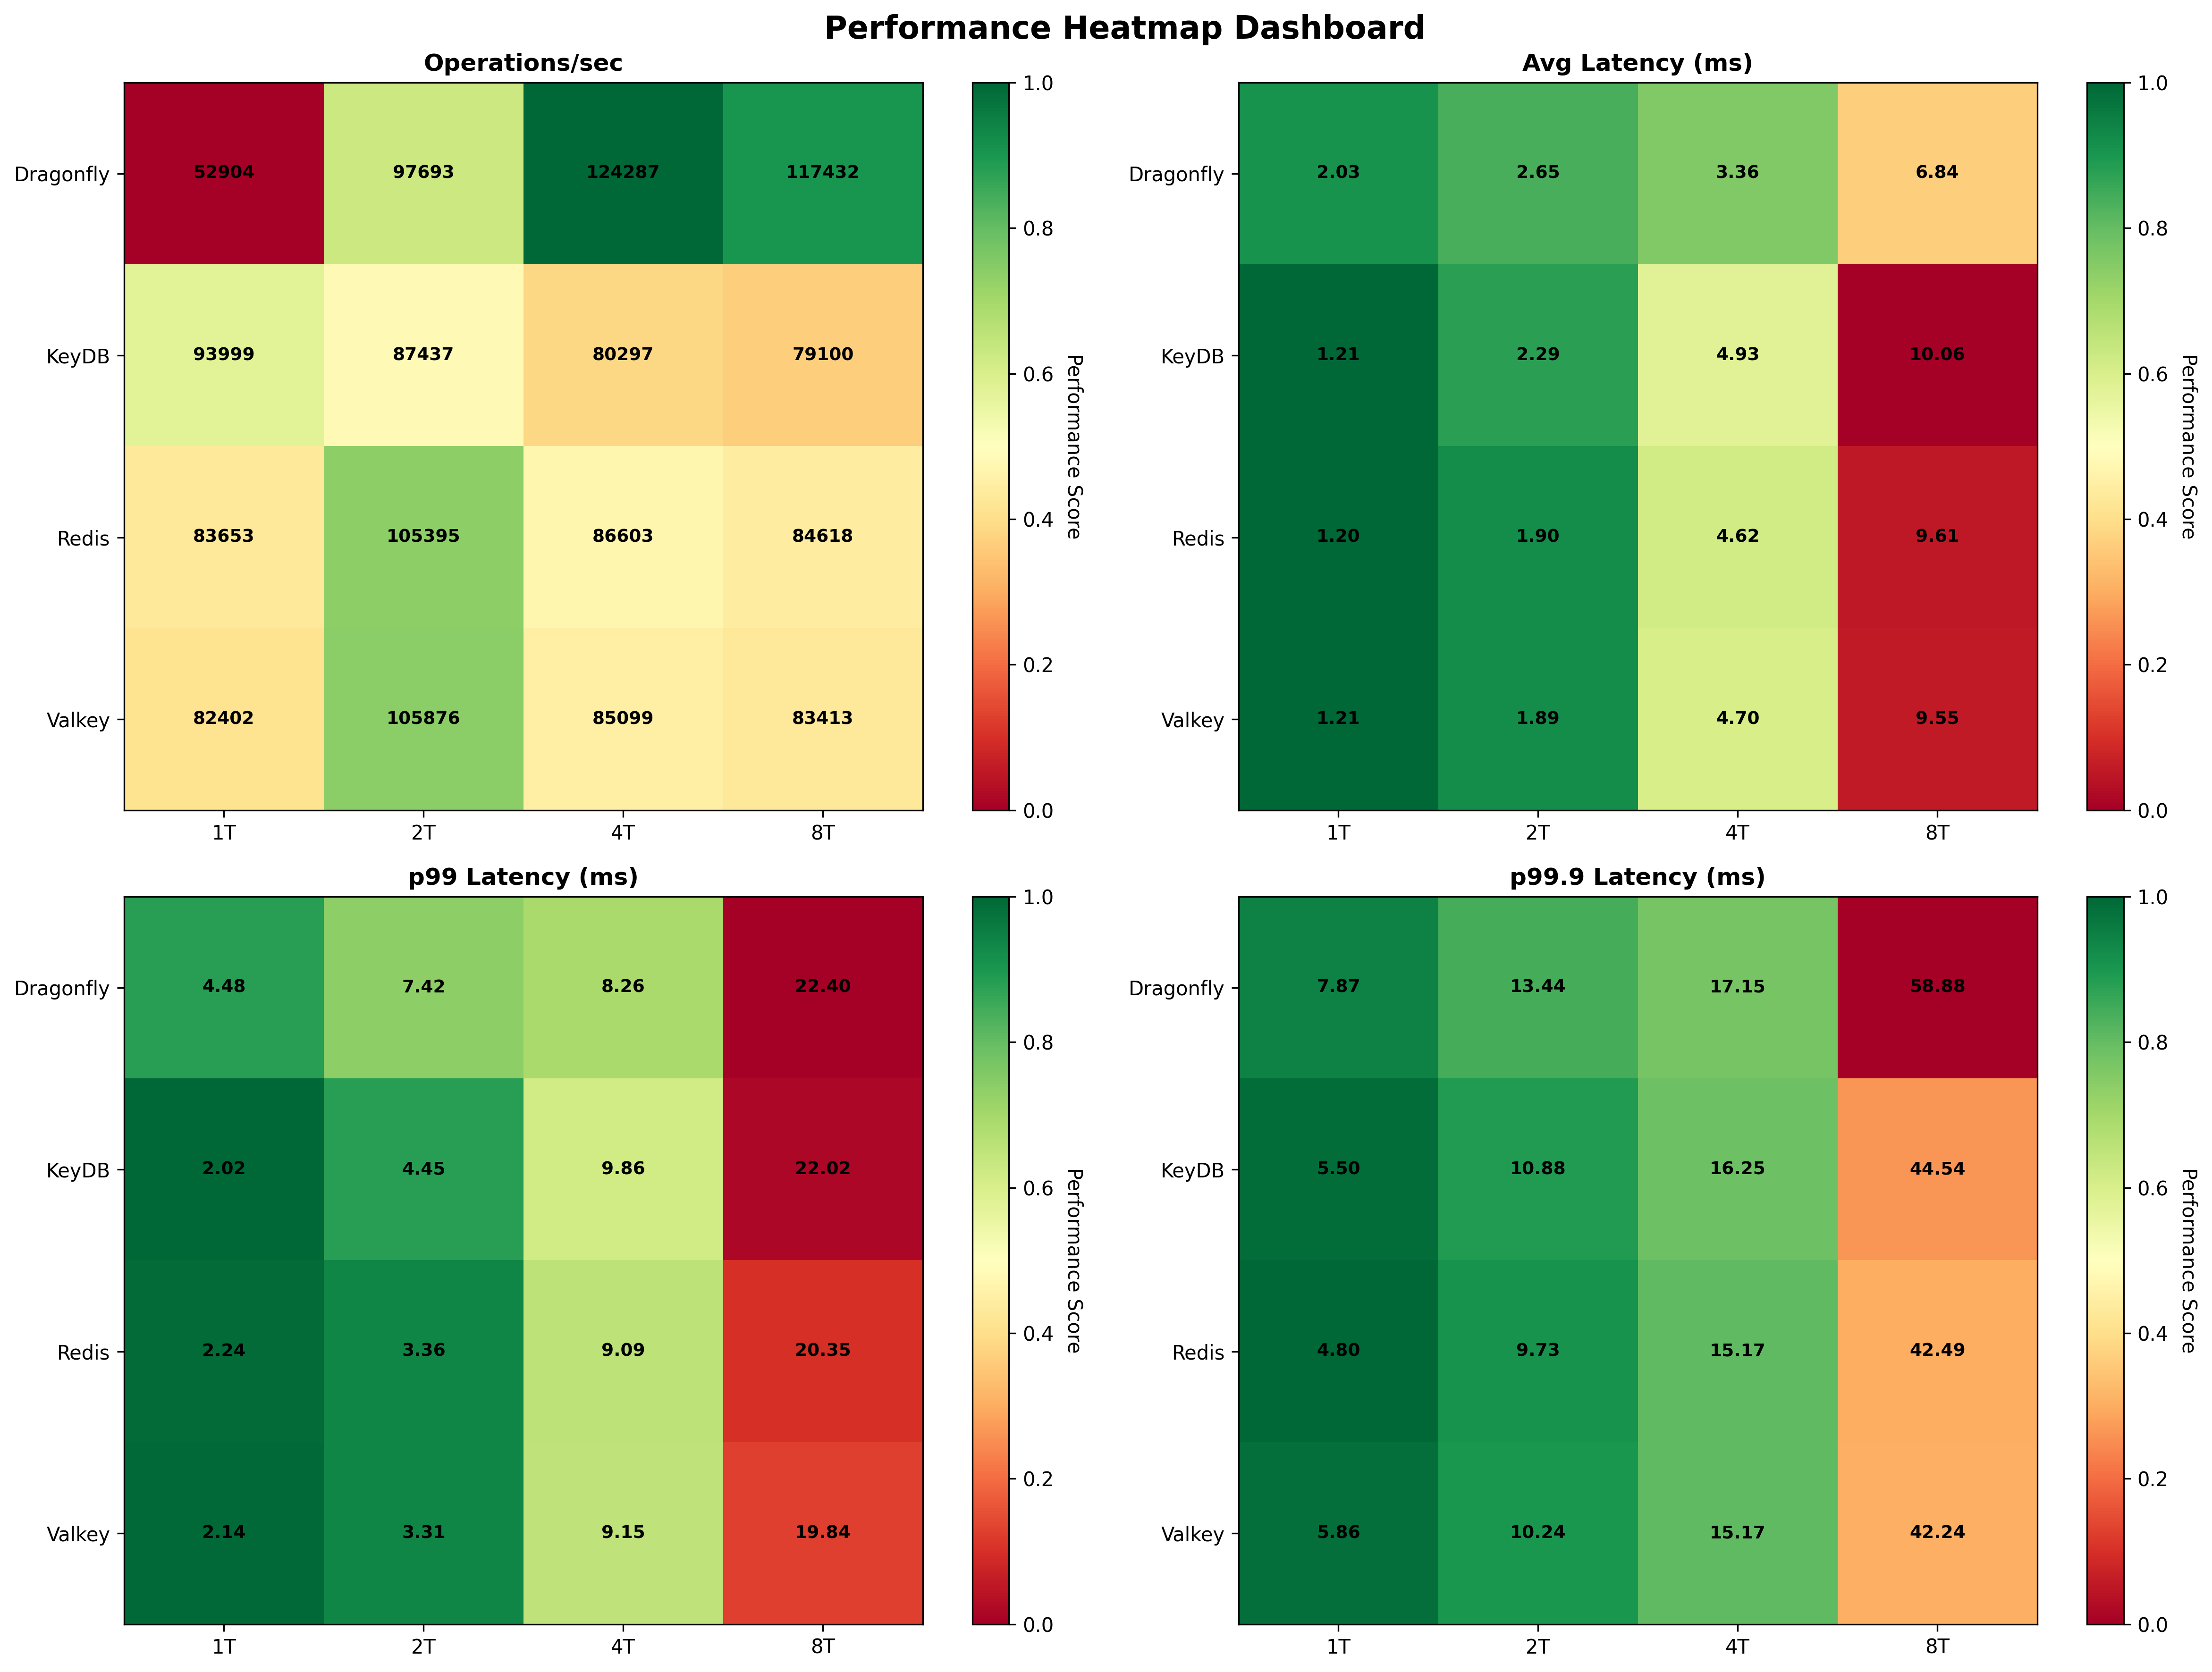 Performance Heatmap Dashboard
Operations/sec
Dragonfly 52904 97693 124287 117432
KeyDB 93999 87437 80297 79100
Redis 83653 105395 86603 84618
Valkey 82402 105876 85099 83413
1T 2T 4T 8T
1.0
0.8
0.6
0.4
0.2
0.0
Performance Score
Avg Latency (ms)
Dragonfly 2.03 2.65 3.36 6.84
KeyDB 1.21 2.29 4.93 10.06
Redis 1.20 1.90 4.62 9.61
Valkey 1.21 1.89 4.70 9.55
1T 2T 4T 8T
1.0
0.8
0.6
0.4
0.2
0.0
Performance Score
p99 Latency (ms)
Dragonfly 4.48 7.42 8.26 22.40
KeyDB 2.02 4.45 9.86 22.02
Redis 2.24 3.36 9.09 20.35
Valkey 2.14 3.31 9.15 19.84
1T 2T 4T 8T
1.0
0.8
0.6
0.4
0.2
0.0
Performance Score
p99.9 Latency (ms)
Dragonfly 7.87 13.44 17.15 58.88
KeyDB 5.50 10.88 16.25 44.54
Redis 4.80 9.73 15.17 42.49
Valkey 5.86 10.24 15.17 42.24
1T 2T 4T 8T
1.0
0.8
0.6
0.4
0.2
0.0
Performance Score